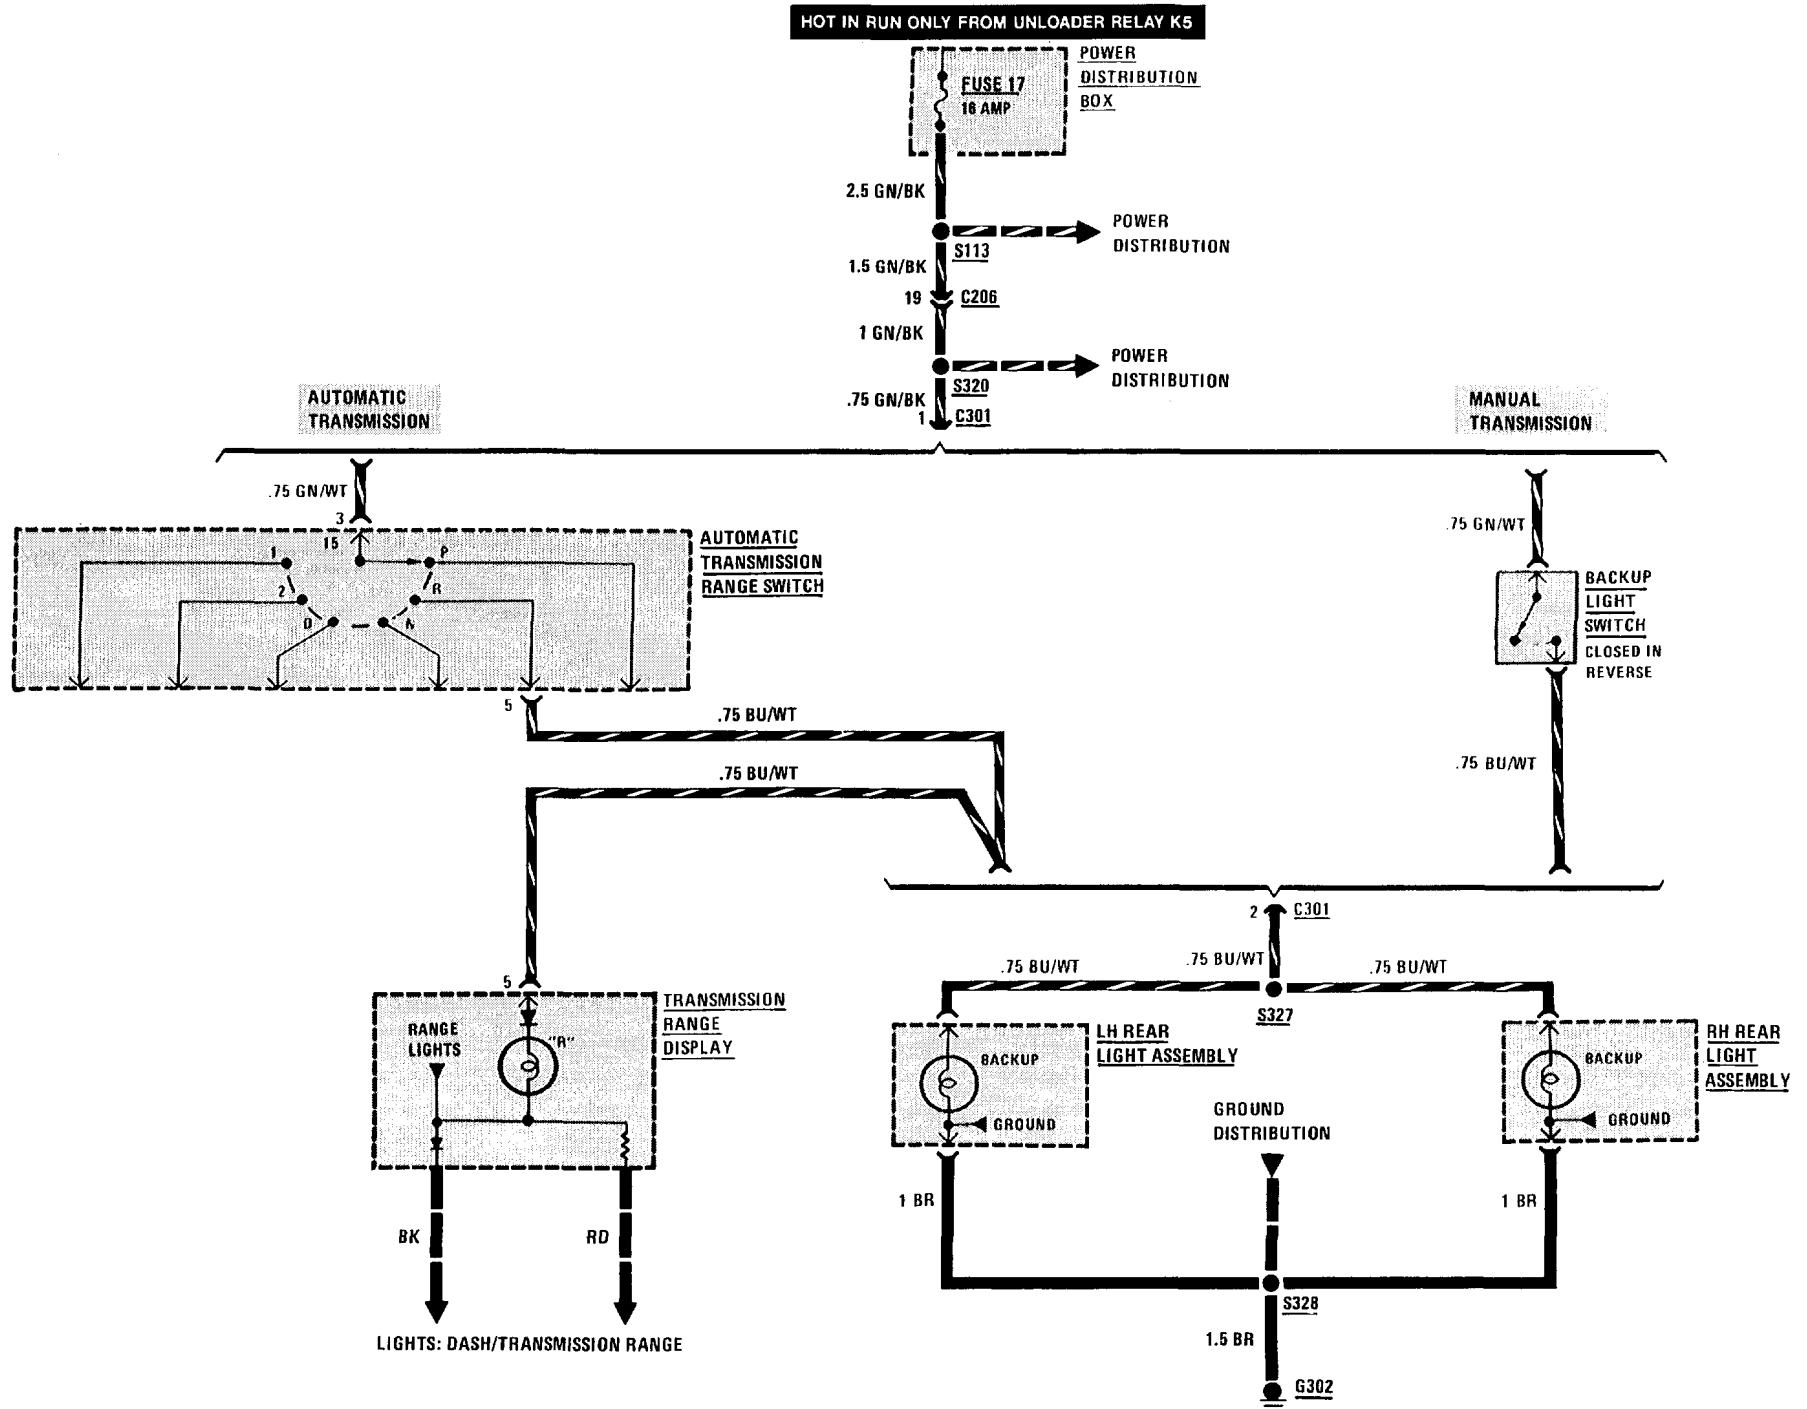 HOT IN RUN ONLY FROM UNLOADER RELAY K5
POWER
DISTRIBUTION
BOX
FUSE 17
16 AMP
2.5 GN/BK
POWER
DISTRIBUTION
S113
1.5 GN/BK
19
C206
1 GN/BK
POWER
DISTRIBUTION
S320
.75 GN/BK
1
C301
AUTOMATIC
TRANSMISSION
MANUAL
TRANSMISSION
.75 GN/WT
3
15
1
2
D
P
R
N
AUTOMATIC
TRANSMISSION
RANGE SWITCH
.75 GN/WT
BACKUP
LIGHT
SWITCH
CLOSED IN
REVERSE
5
.75 BU/WT
.75 BU/WT
.75 BU/WT
2
C301
.75 BU/WT
.75 BU/WT
.75 BU/WT
S327
5
TRANSMISSION
RANGE
DISPLAY
RANGE
LIGHTS
"R"
LH REAR
LIGHT ASSEMBLY
BACKUP
GROUND
RH REAR
LIGHT
ASSEMBLY
BACKUP
GROUND
GROUND
DISTRIBUTION
1 BR
1 BR
BK
RD
S328
1.5 BR
G302
LIGHTS: DASH/TRANSMISSION RANGE